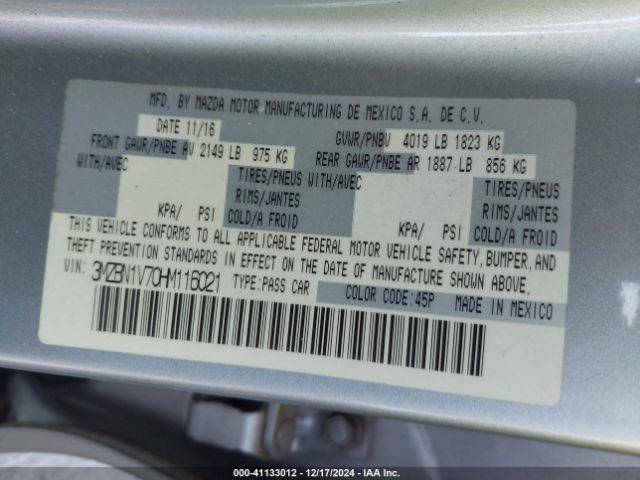 MFD. BY MAZDA MOTOR MANUFACTURING DE MEXICO S.A. DE C.V.
DATE 11/16 GVWR/PNBV 4019 LB 1823 KG
FRONT GAWR/PNBE AV 2149 LB 975 KG REAR GAWR/PNBE AR 1887 LB 856 KG
WITH/AVEC TIRES/PNEUS WITH/AVEC TIRES/PNEUS
RIMS/JANTES RIMS/JANTES
KPA/ PSI COLD/A FROID KPA/ PSI COLD/A FROID
THIS VEHICLE CONFORMS TO ALL APPLICABLE FEDERAL MOTOR VEHICLE SAFETY, BUMPER, AND
THEFT PREVENTION STANDARDS IN EFFECT ON THE DATE OF MANUFACTURE SHOWN ABOVE.
VIN: 3MZBN1V70HM116021 TYPE:PASS CAR COLOR CODE:45P MADE IN MEXICO
000-41133012 - 12/17/2024 - IAA Inc.